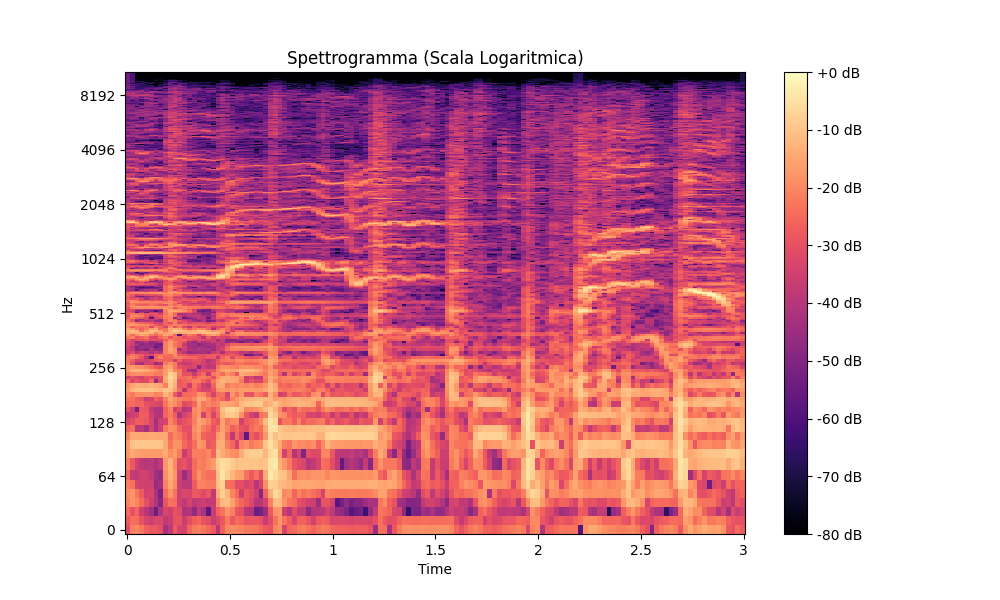 Spettrogramma (Scala Logaritmica)
Hz
8192
4096
2048
1024
512
256
128
64
0
0 0.5 1 1.5 2 2.5 3
Time
+0 dB
-10 dB
-20 dB
-30 dB
-40 dB
-50 dB
-60 dB
-70 dB
-80 dB